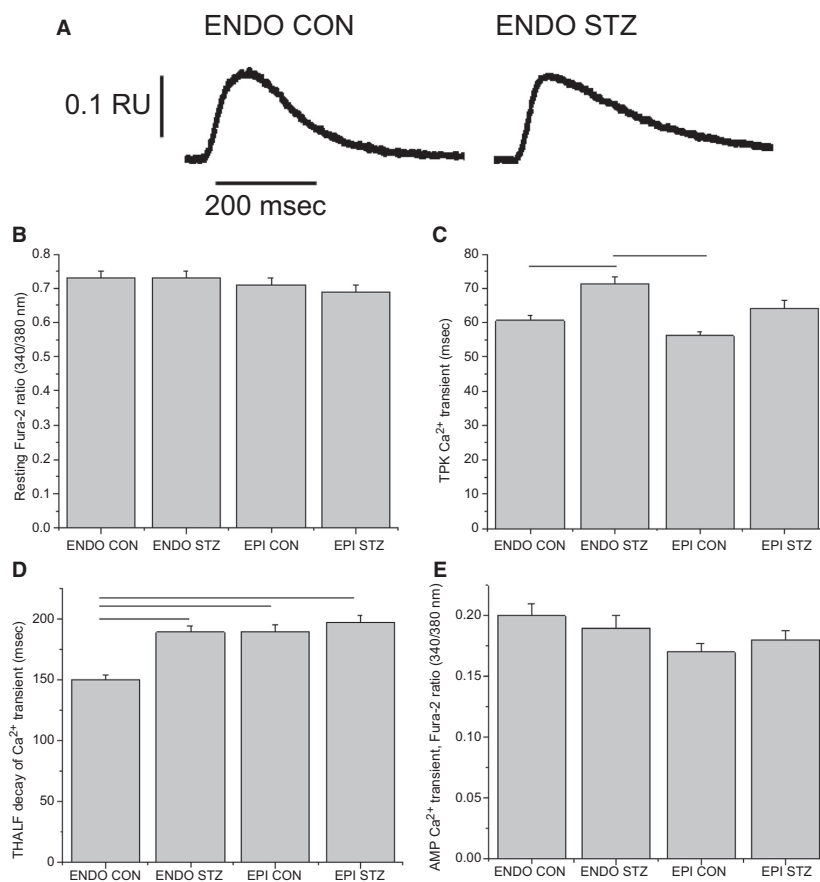 A
ENDO CON
ENDO STZ
0.1 RU
200 msec
B
Resting Fura-2 ratio (340/380 nm)
0.8
0.7
0.6
0.5
0.4
0.3
0.2
0.1
0.0
ENDO CON ENDO STZ EPI CON EPI STZ
C
TPK Ca²⁺ transient (msec)
80
70
60
50
40
30
20
10
0
ENDO CON ENDO STZ EPI CON EPI STZ
D
THALF decay of Ca²⁺ transient (msec)
200
150
100
50
0
ENDO CON ENDO STZ EPI CON EPI STZ
E
AMP Ca²⁺ transient, Fura-2 ratio (340/380 nm)
0.20
0.15
0.10
0.05
0.00
ENDO CON ENDO STZ EPI CON EPI STZ